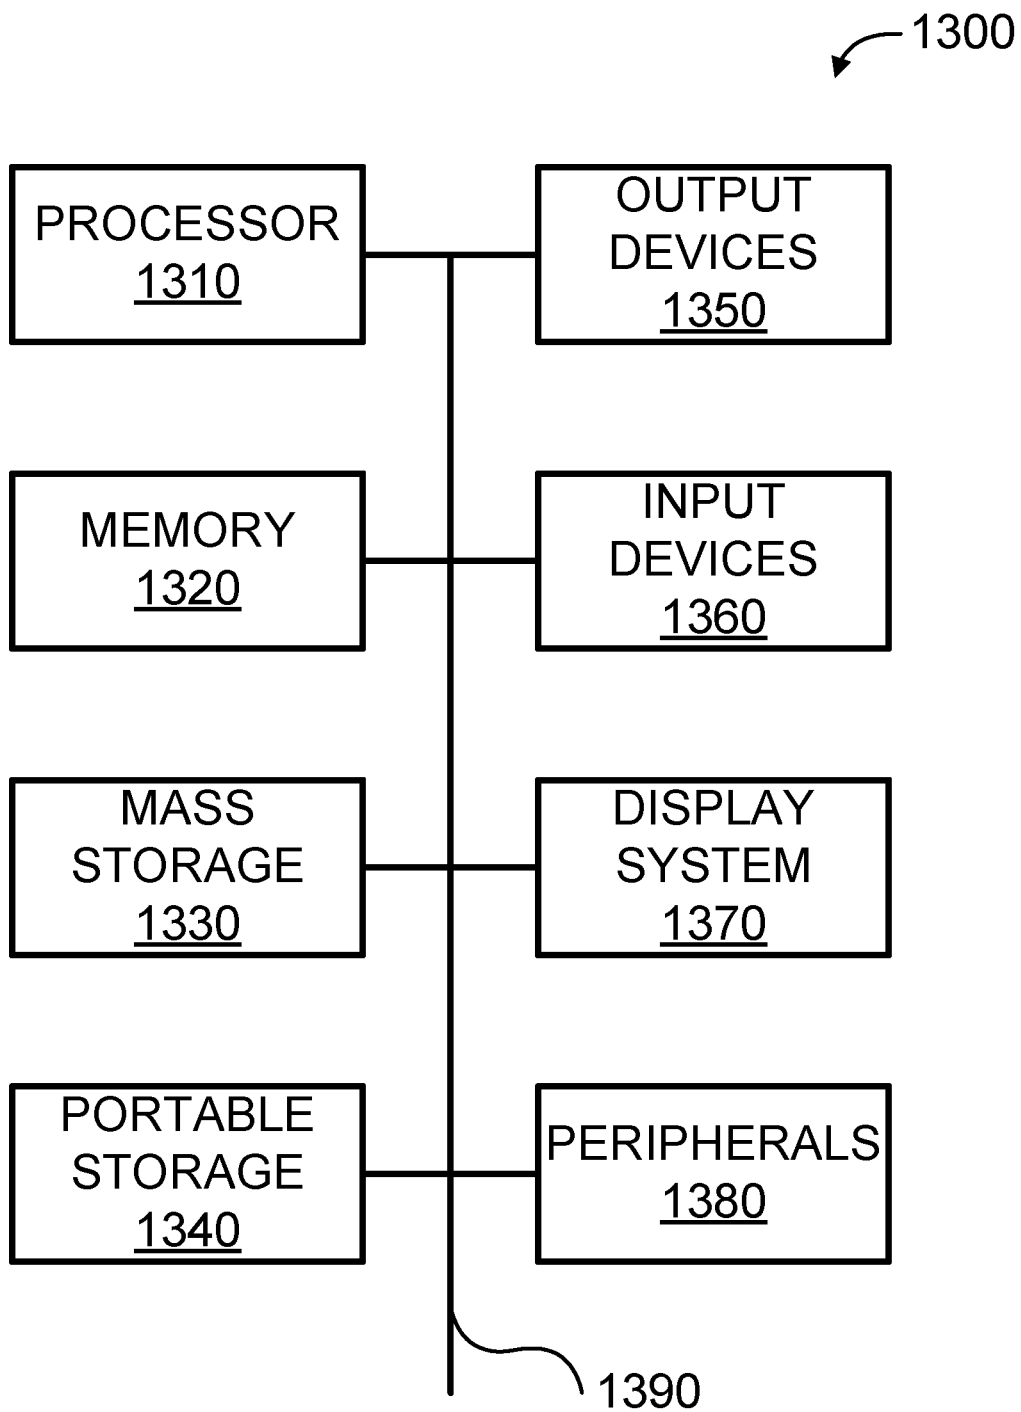 1300
PROCESSOR
1310
OUTPUT
DEVICES
1350
MEMORY
1320
INPUT
DEVICES
1360
MASS
STORAGE
1330
DISPLAY
SYSTEM
1370
PORTABLE
STORAGE
1340
PERIPHERALS
1380
1390